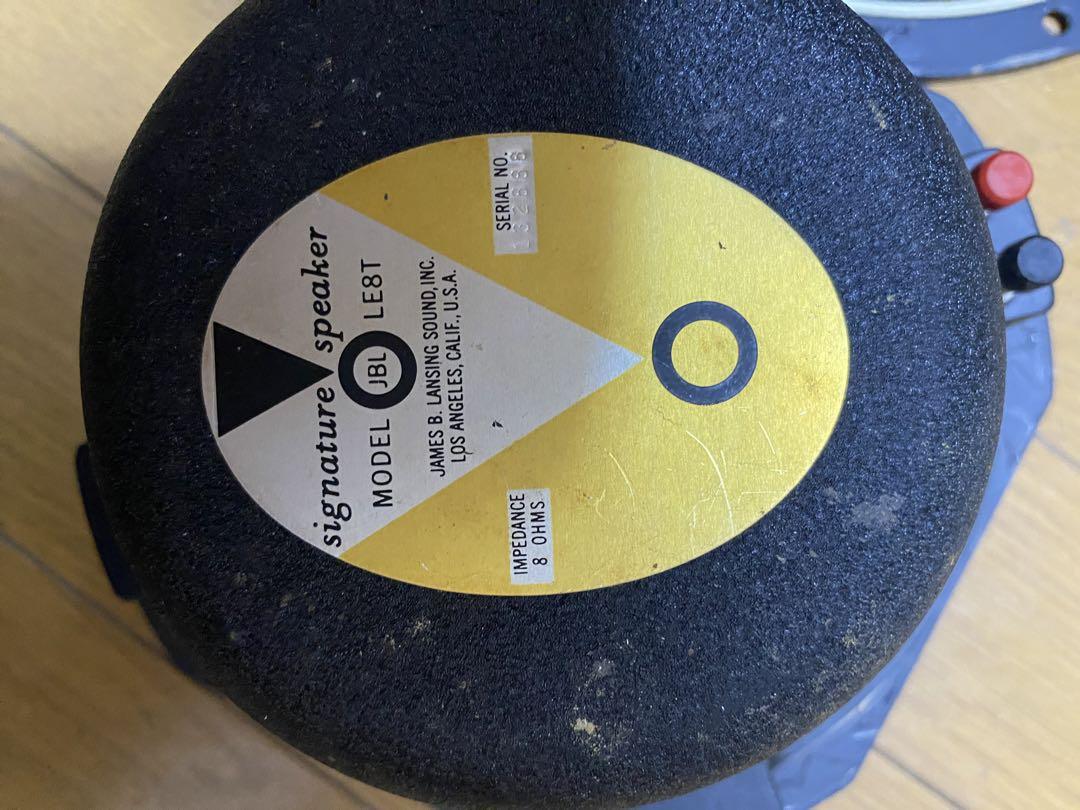 signature speaker
MODEL JBL LE8T
JAMES B. LANSING SOUND, INC.
LOS ANGELES, CALIF., U.S.A.
IMPEDANCE
8 OHMS
SERIAL NO.